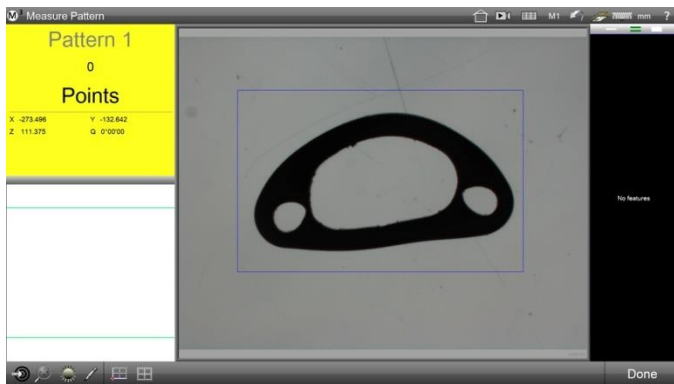 M3 Measure Pattern
M1
mm
?
Pattern 1
0
Points
X -273.496 Y -132.642
Z 111.375 Q 0°00'00
No features
Done